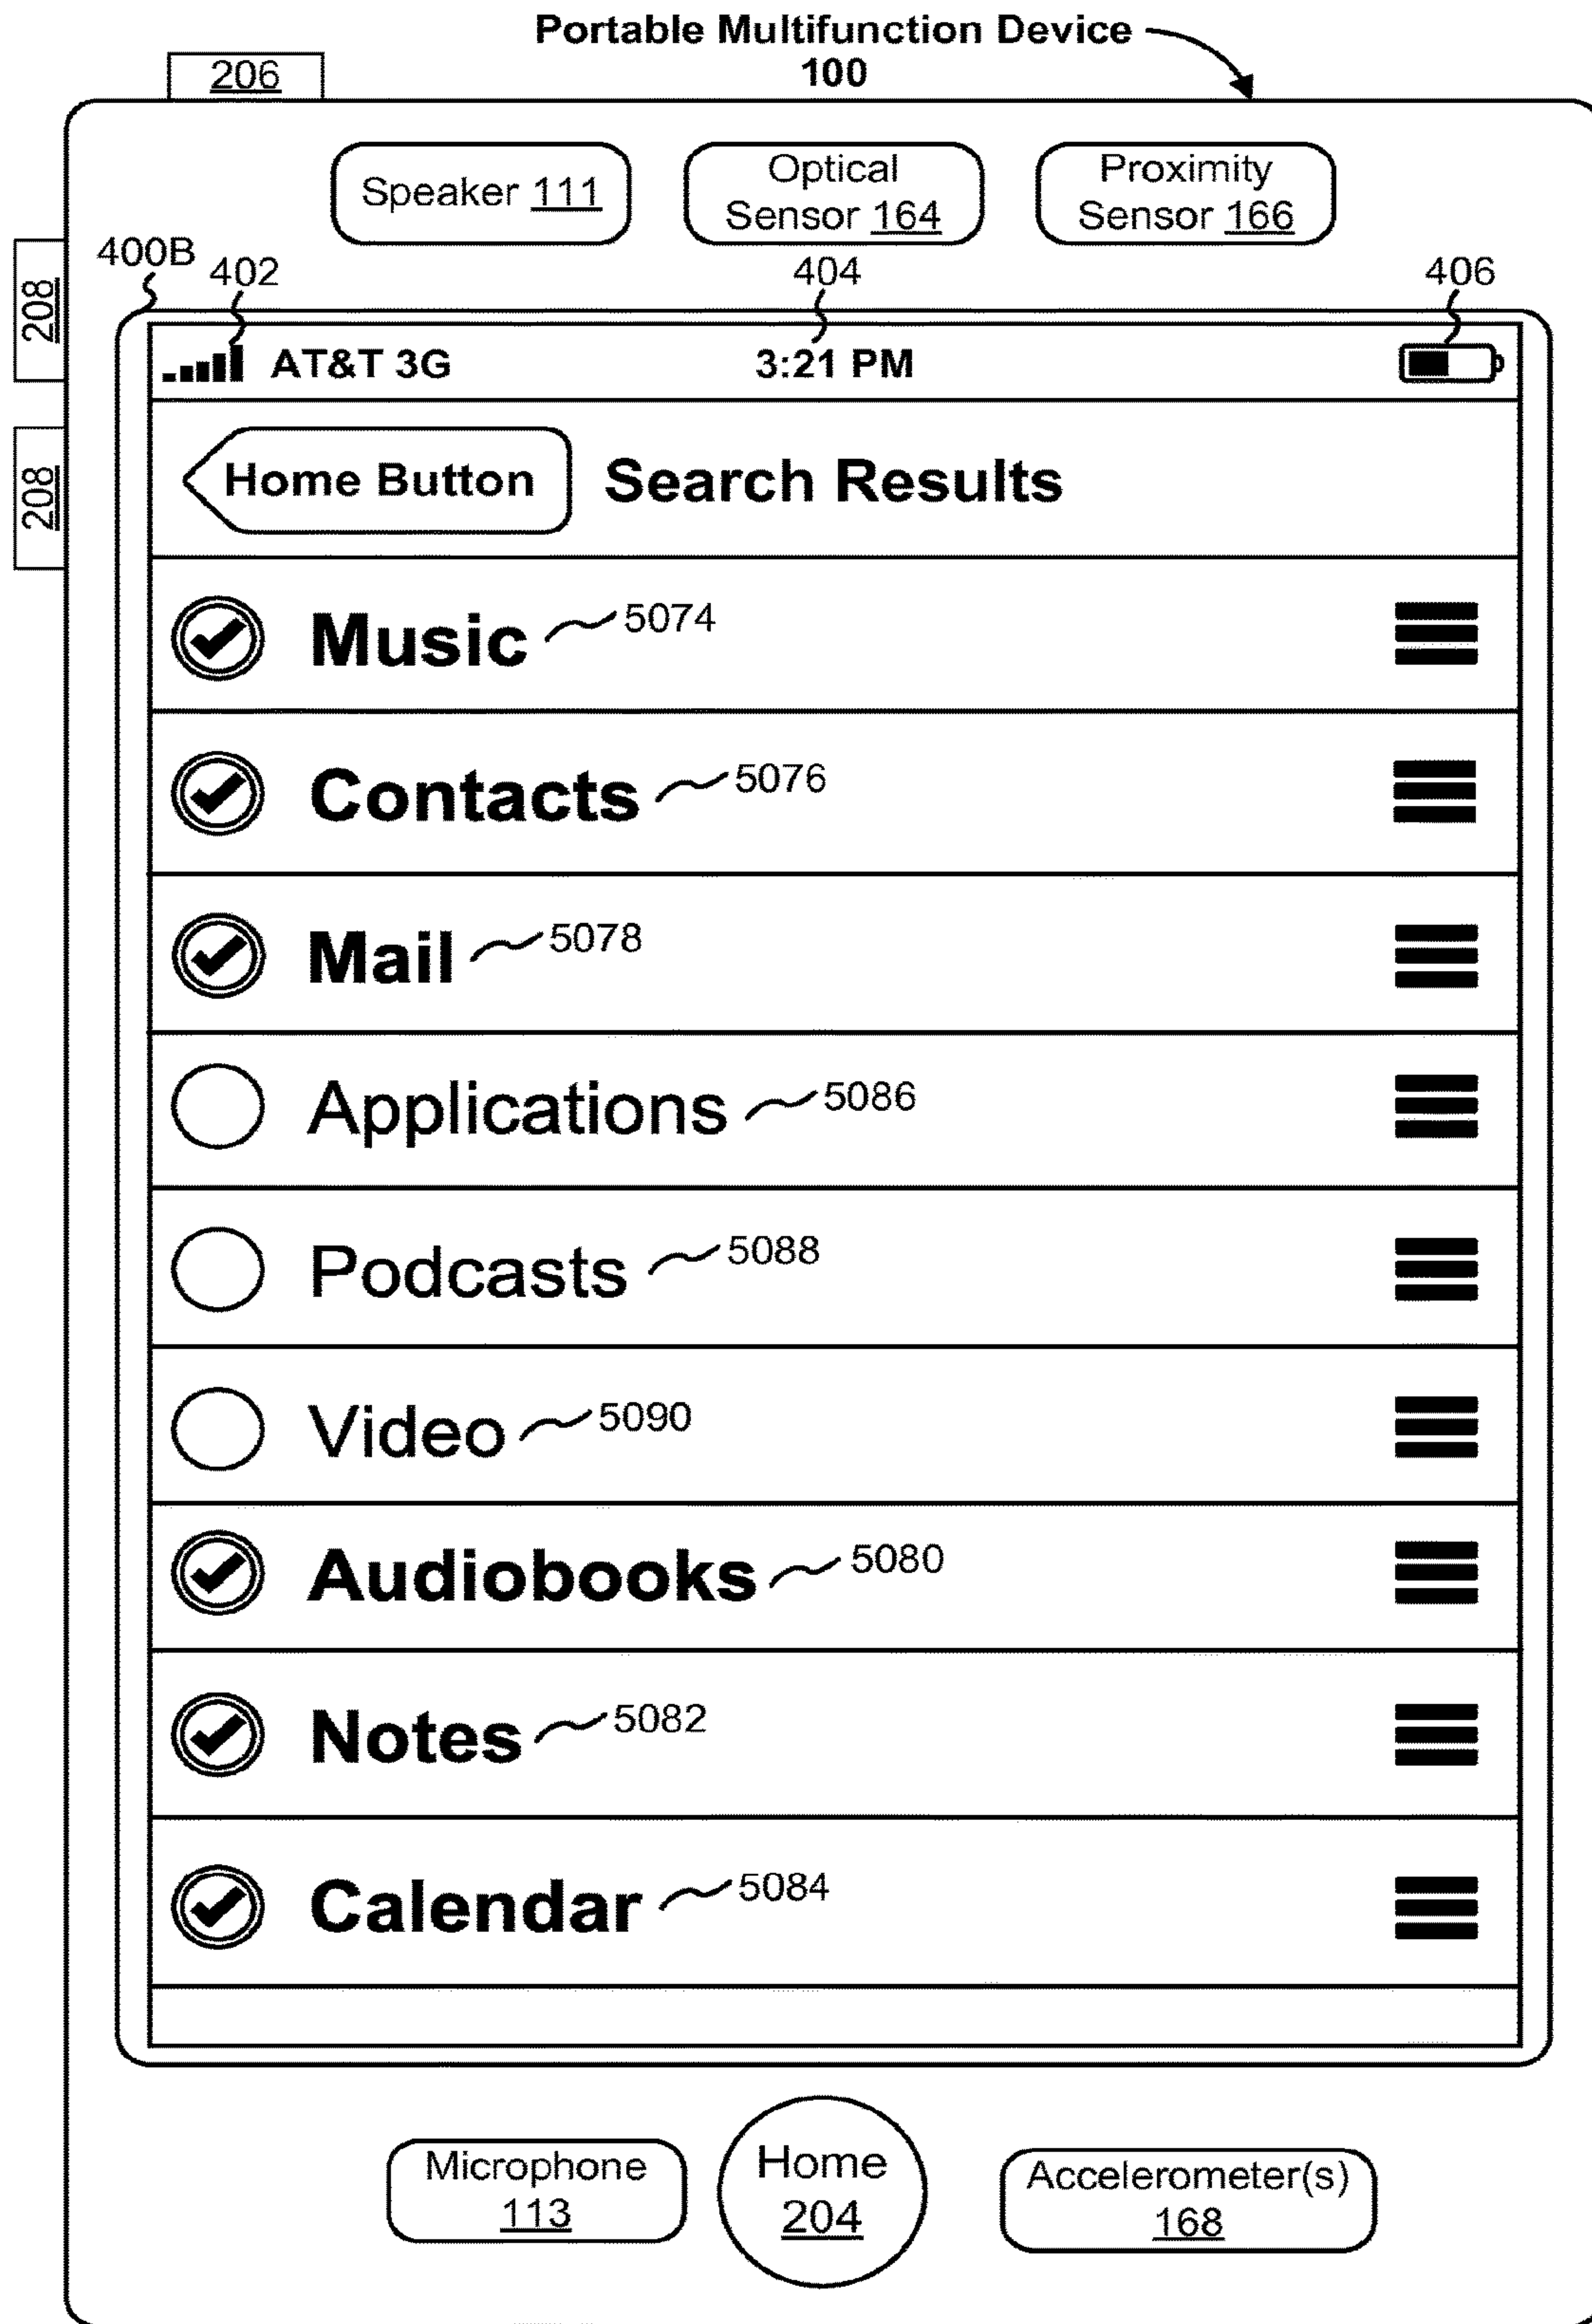 Portable Multifunction Device
100
206
Speaker 111
Optical
Sensor 164
Proximity
Sensor 166
208
208
400B
402
404
406
AT&T 3G
3:21 PM
Home Button
Search Results
Music
5074
Contacts
5076
Mail
5078
Applications
5086
Podcasts
5088
Video
5090
Audiobooks
5080
Notes
5082
Calendar
5084
Microphone
113
Home
204
Accelerometer(s)
168